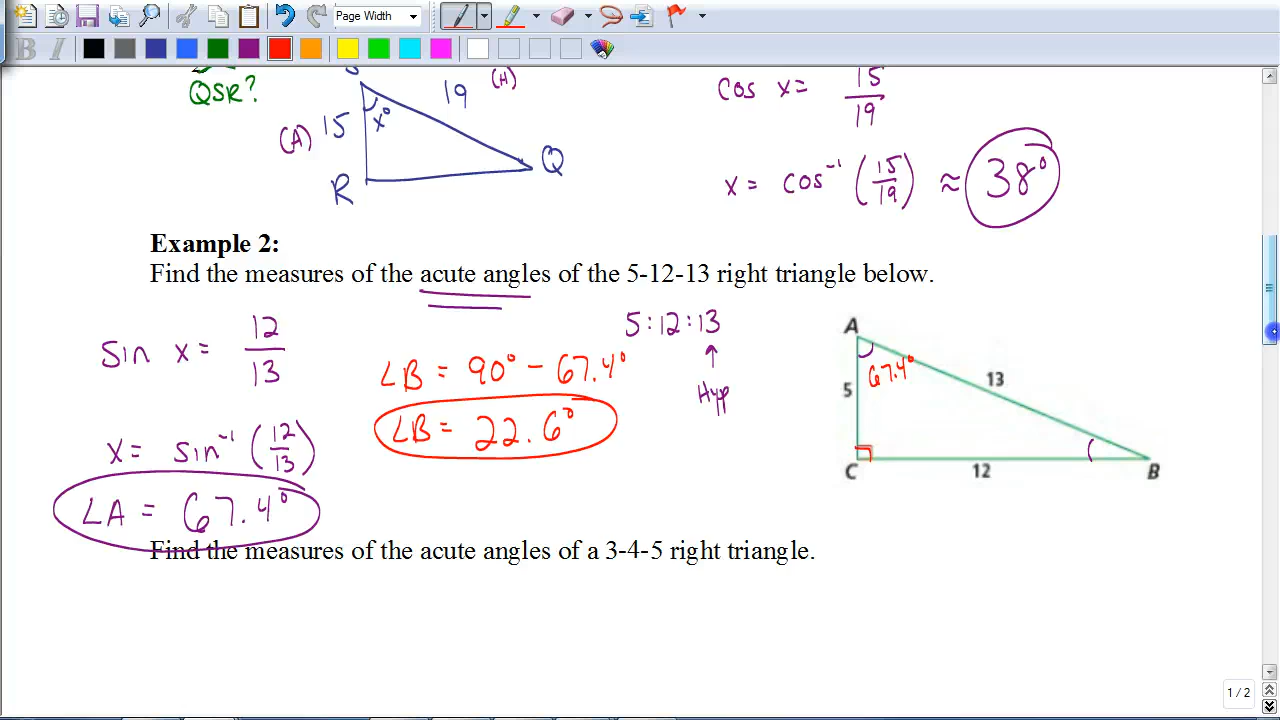 Page Width
B I
QSR?
15
x°
19
(H)
(A)
R
Q
cos x = 15/19
x = cos⁻¹ (15/19) ≈ 38°
Example 2:
Find the measures of the acute angles of the 5-12-13 right triangle below.
sin x = 12/13
x = sin⁻¹ (12/13)
∠A = 67.4°
∠B = 90° - 67.4°
∠B = 22.6°
5:12:13
↑
Hyp
A
67.4°
5
13
C
12
B
Find the measures of the acute angles of a 3-4-5 right triangle.
1 / 2